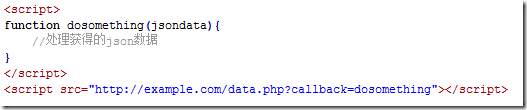 <script>
function dosomething(jsondata){
//处理获得的json数据
}
</script>
<script src="http://example.com/data.php?callback=dosomething"></script>